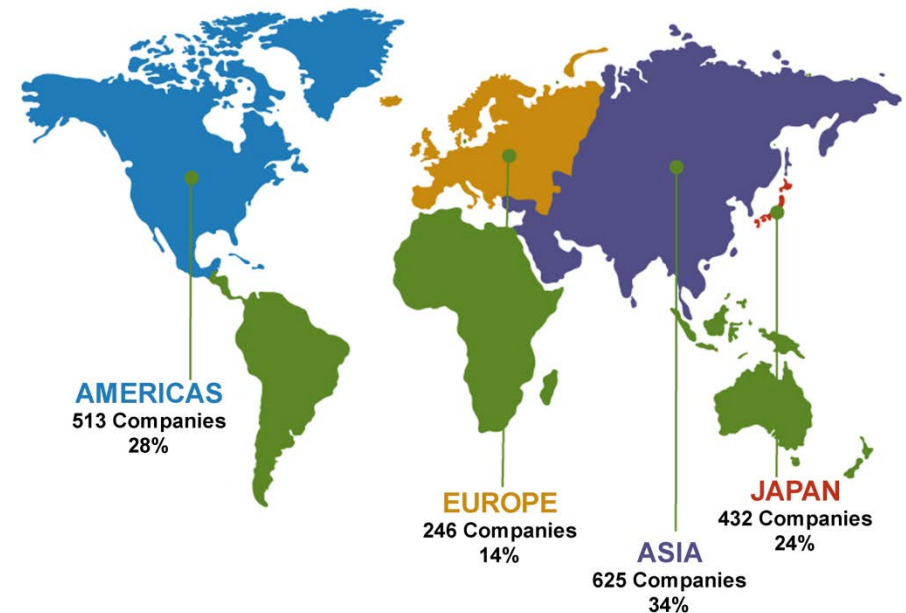 AMERICAS
513 Companies
28%
EUROPE
246 Companies
14%
ASIA
625 Companies
34%
JAPAN
432 Companies
24%